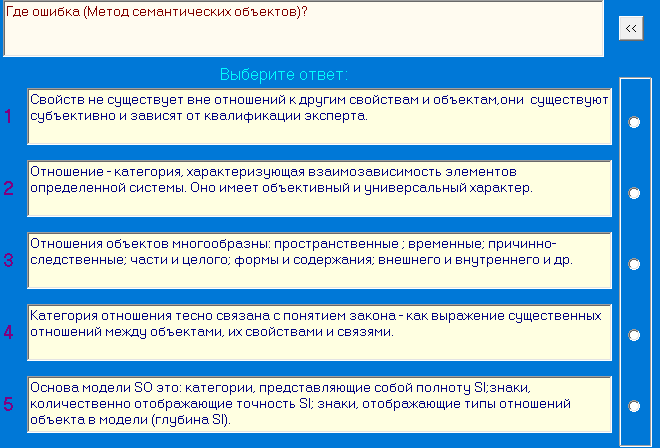 Где ошибка (Метод семантических объектов)?
<<
Выберите ответ:
1
Свойств не существует вне отношений к другим свойствам и объектам,они существуют
субъективно и зависят от квалификации эксперта.
2
Отношение - категория, характеризующая взаимозависимость элементов
определенной системы. Оно имеет объективный и универсальный характер.
3
Отношения объектов многообразны: пространственные ; временные; причинно-
следственные; части и целого; формы и содержания; внешнего и внутреннего и др.
4
Категория отношения тесно связана с понятием закона - как выражение существенных
отношений между объектами, их свойствами и связями.
5
Основа модели SO это: категории, представляющие собой полноту SI;знаки,
количественно отображающие точность SI; знаки, отображающие типы отношений
объекта в модели (глубина SI).